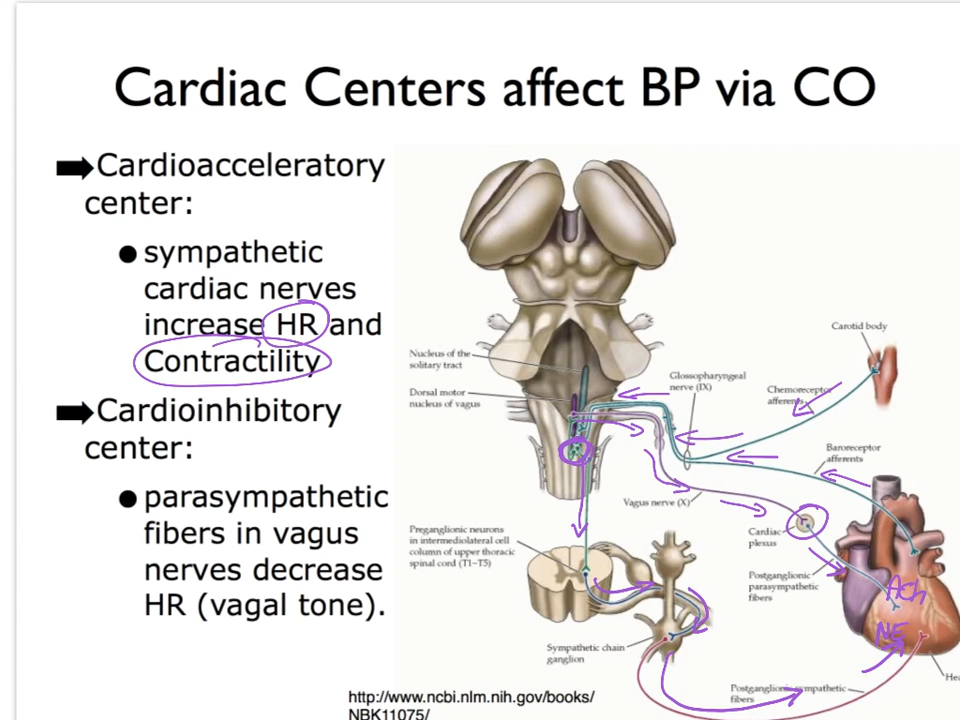 Cardiac Centers affect BP via CO
Cardioacceleratory
center:
sympathetic
cardiac nerves
increase HR and
Contractility
Cardioinhibitory
center:
parasympathetic
fibers in vagus
nerves decrease
HR (vagal tone).
Nucleus of the
solitary tract
Dorsal motor
nucleus of vagus
Glossopharyngeal
nerve (IX)
Carotid body
Chemoreceptor
afferents
Baroreceptor
afferents
Vagus nerve (X)
Cardiac
plexus
Preganglionic neurons
in intermediolateral cell
column of upper thoracic
spinal cord (T1–T5)
Postganglionic
parasympathetic
fibers
ACh
NE
Sympathetic chain
ganglion
Postganglionic sympathetic
fibers
http://www.ncbi.nlm.nih.gov/books/
NBK11075/